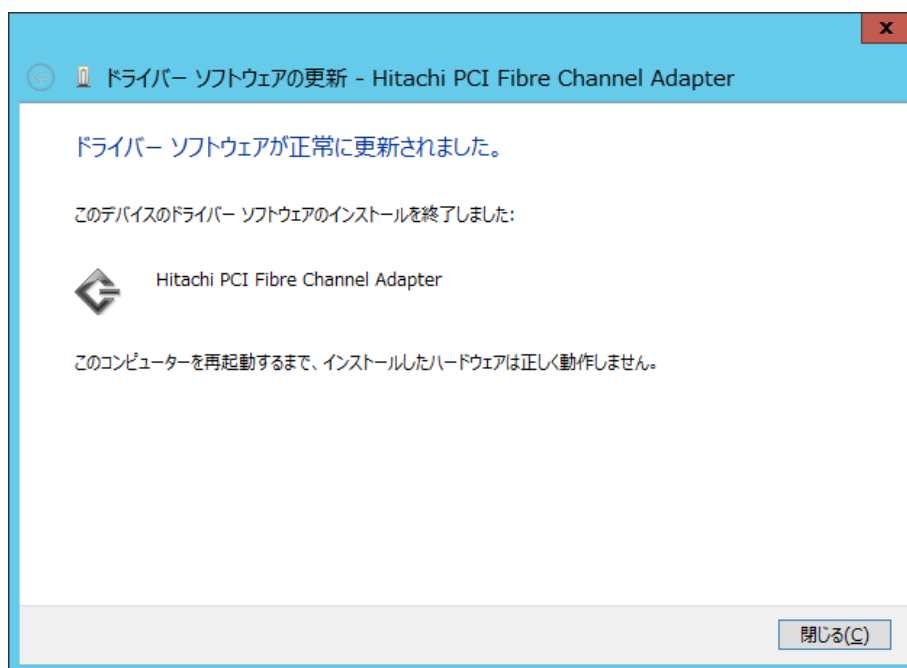 x
ドライバー ソフトウェアの更新 - Hitachi PCI Fibre Channel Adapter
ドライバー ソフトウェアが正常に更新されました。
このデバイスのドライバー ソフトウェアのインストールを終了しました:
Hitachi PCI Fibre Channel Adapter
このコンピューターを再起動するまで、インストールしたハードウェアは正しく動作しません。
閉じる(C)